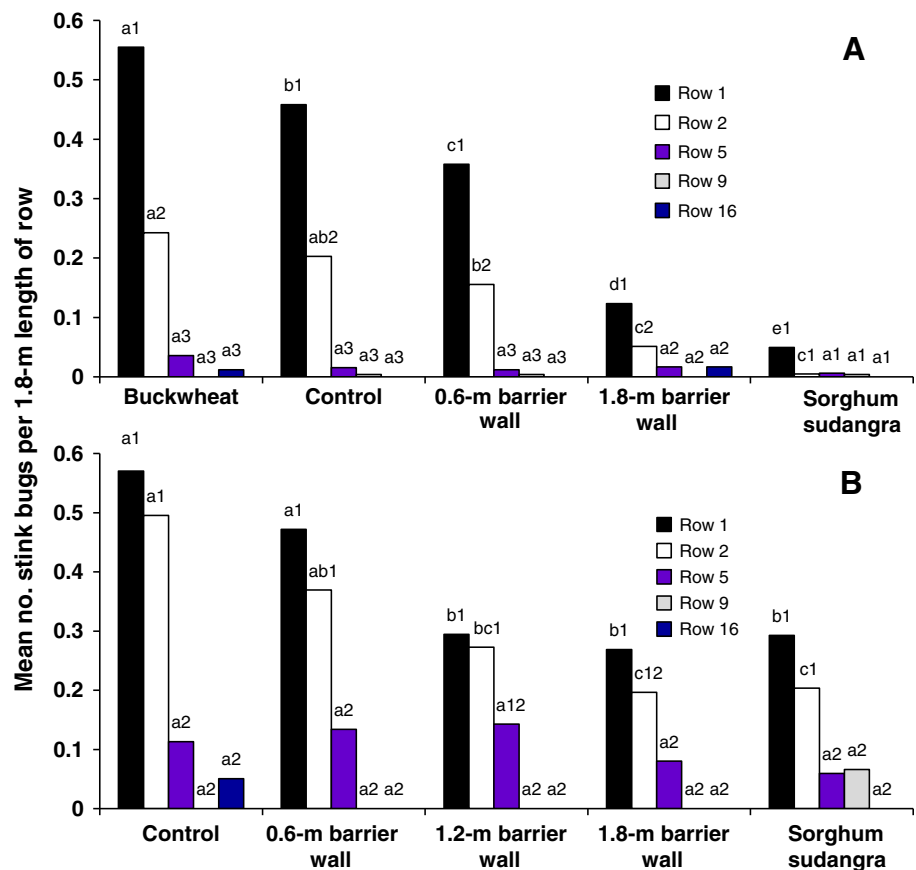 Mean no. stink bugs per 1.8-m length of row
A
0.6
0.5
0.4
0.3
0.2
0.1
0
Row 1
Row 2
Row 5
Row 9
Row 16
a1
a2
a3
a3
a3
b1
ab2
a3
a3
a3
c1
b2
a3
a3
a3
d1
c2
a2
a2
a2
e1
c1
a1
a1
a1
Buckwheat
Control
0.6-m barrier
wall
1.8-m barrier
wall
Sorghum
sudangra
B
0.6
0.5
0.4
0.3
0.2
0.1
0
Row 1
Row 2
Row 5
Row 9
Row 16
a1
a1
a2
a2
a2
a1
ab1
a2
a2
a2
b1
bc1
a12
a2
a2
b1
c12
a2
a2
a2
b1
c1
a2
a2
a2
Control
0.6-m barrier
wall
1.2-m barrier
wall
1.8-m barrier
wall
Sorghum
sudangra